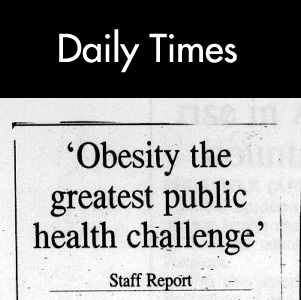 Daily Times
‘Obesity the
greatest public
health challenge’
Staff Report